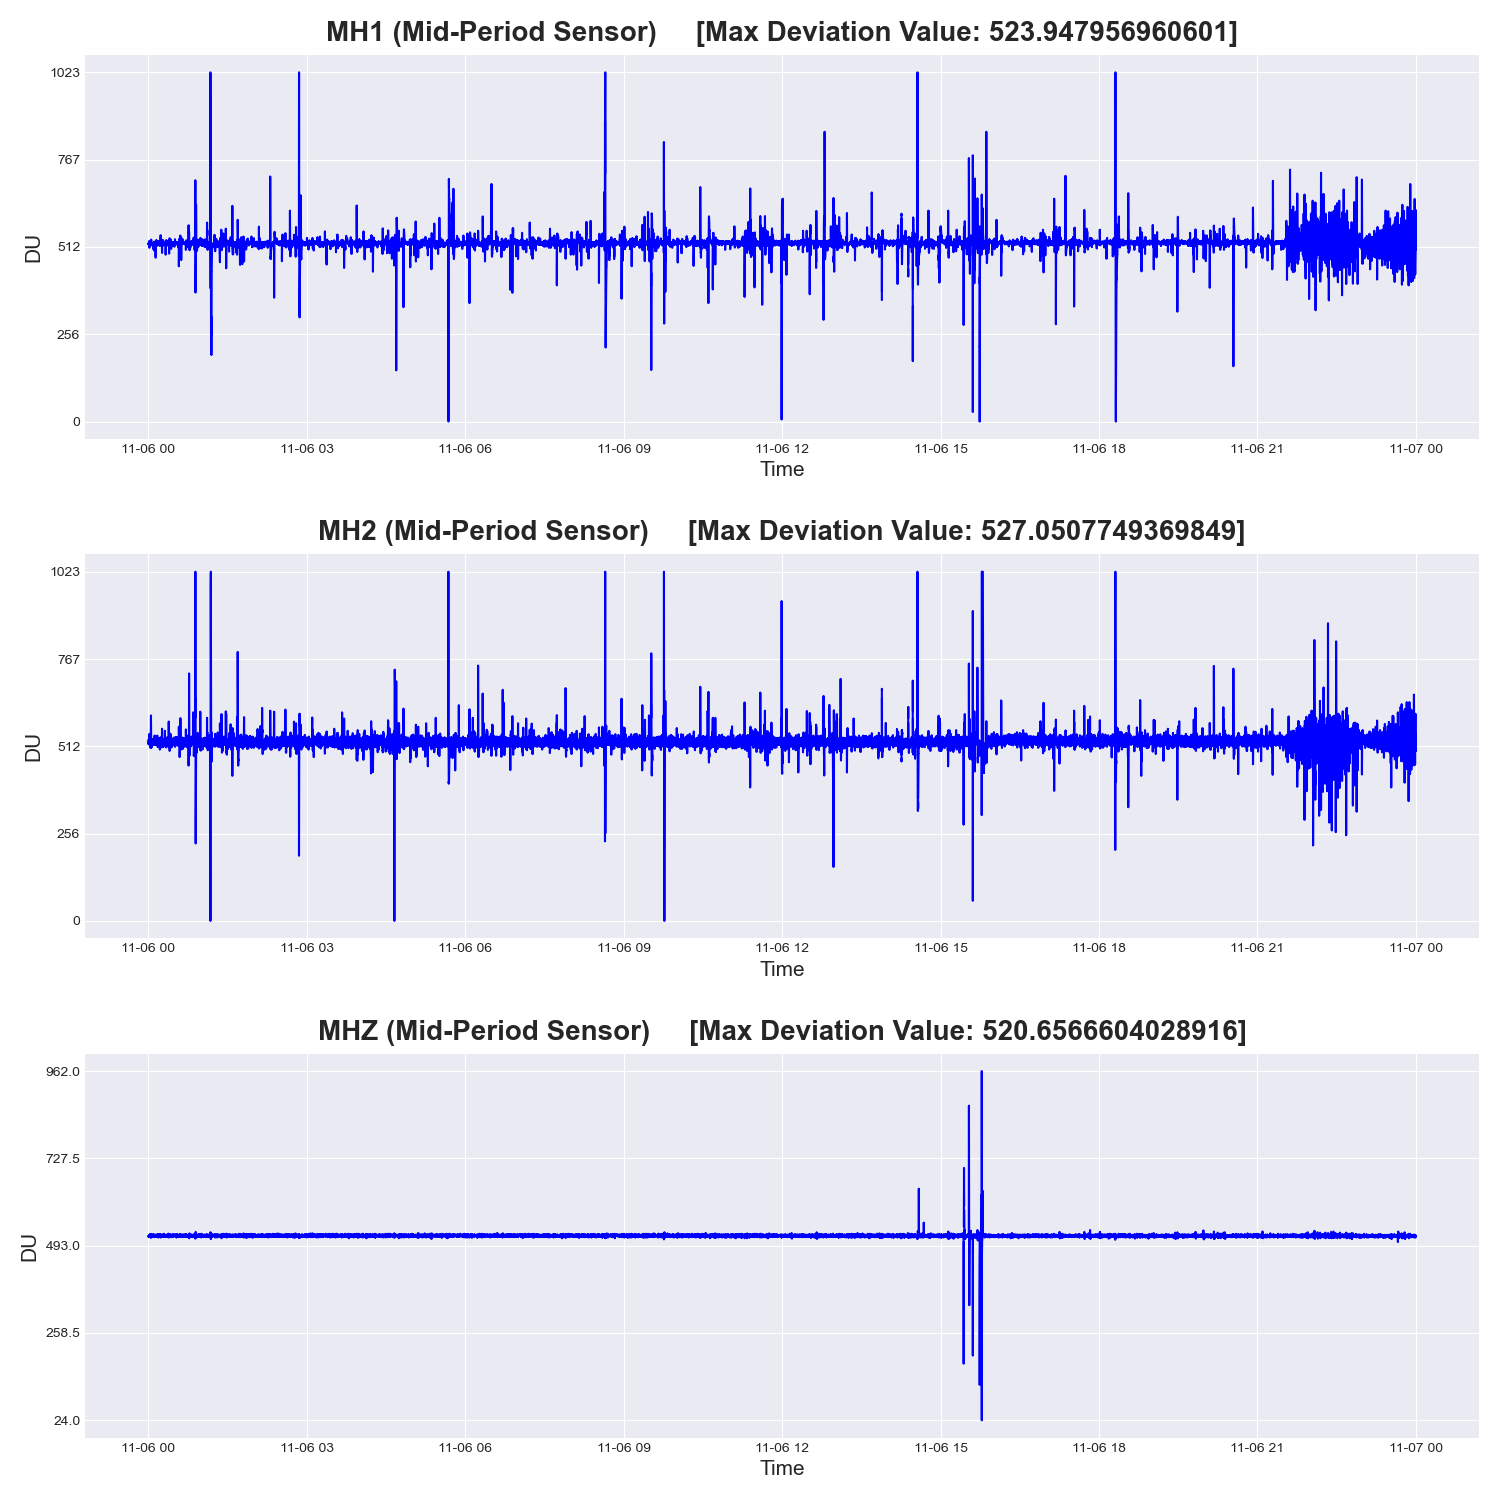 MH1 (Mid-Period Sensor) [Max Deviation Value: 523.947956960601]
1023
767
512
256
0
DU
11-06 00 11-06 03 11-06 06 11-06 09 11-06 12 11-06 15 11-06 18 11-06 21 11-07 00
Time
MH2 (Mid-Period Sensor) [Max Deviation Value: 527.0507749369849]
1023
767
512
256
0
DU
11-06 00 11-06 03 11-06 06 11-06 09 11-06 12 11-06 15 11-06 18 11-06 21 11-07 00
Time
MHZ (Mid-Period Sensor) [Max Deviation Value: 520.6566604028916]
962.0
727.5
493.0
258.5
24.0
DU
11-06 00 11-06 03 11-06 06 11-06 09 11-06 12 11-06 15 11-06 18 11-06 21 11-07 00
Time